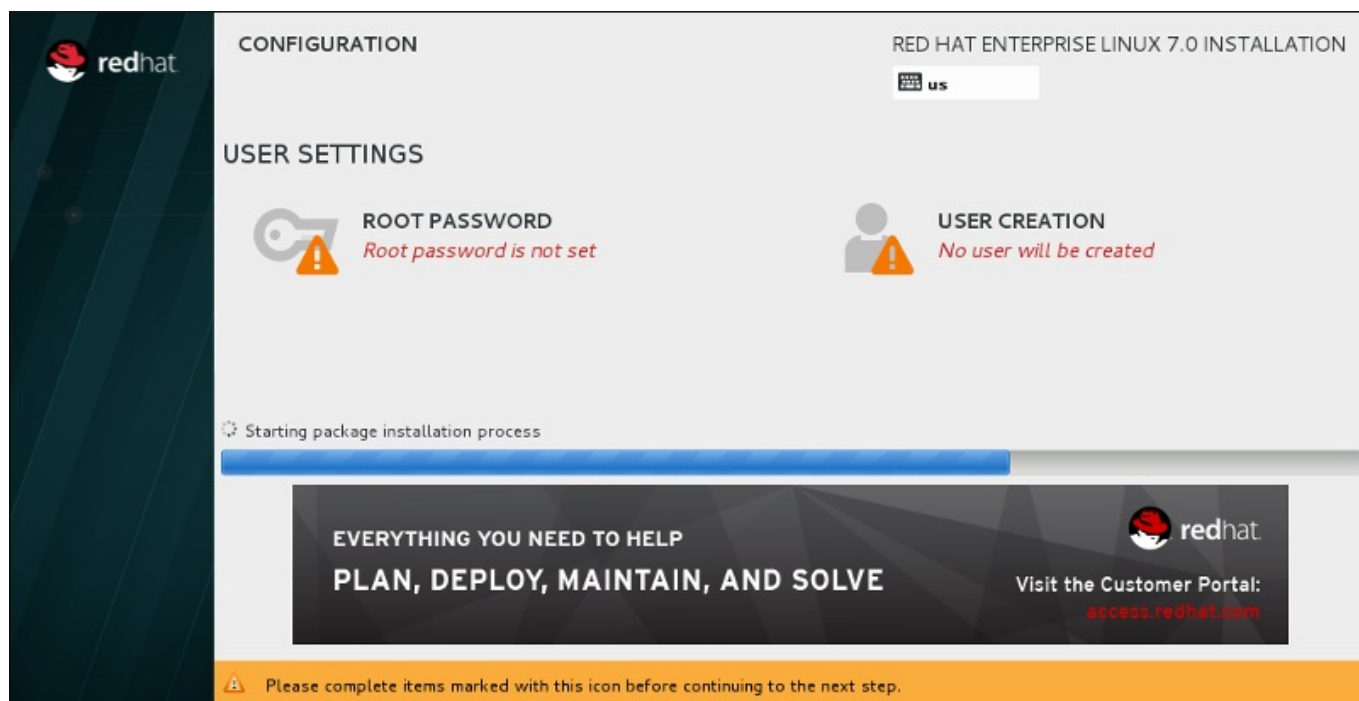 redhat
CONFIGURATION
RED HAT ENTERPRISE LINUX 7.0 INSTALLATION
us
USER SETTINGS
ROOT PASSWORD
Root password is not set
USER CREATION
No user will be created
Starting package installation process
EVERYTHING YOU NEED TO HELP
PLAN, DEPLOY, MAINTAIN, AND SOLVE
redhat.
Visit the Customer Portal:
access.redhat.com
Please complete items marked with this icon before continuing to the next step.